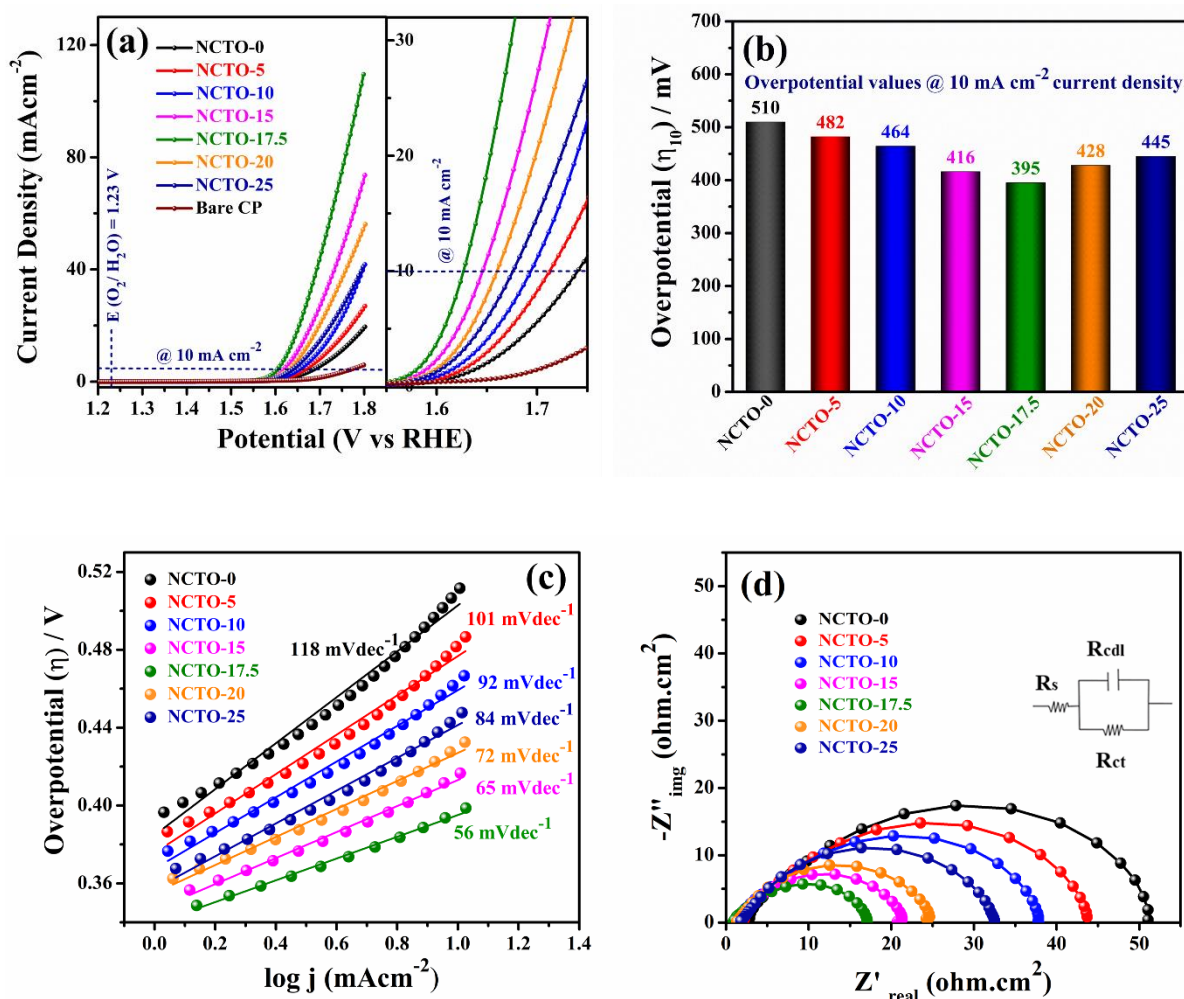 (a)
NCTO-0
NCTO-5
NCTO-10
NCTO-15
NCTO-17.5
NCTO-20
NCTO-25
Bare CP
E (O₂/ H₂O) = 1.23 V
@ 10 mA cm⁻²
@ 10 mA cm⁻²
120
80
40
0
30
20
10
0
Current Density (mAcm⁻²)
1.2 1.3 1.4 1.5 1.6 1.7 1.8 1.6 1.7
Potential (V vs RHE)
(b)
Overpotential values @ 10 mA cm⁻² current density
510
482
464
416
395
428
445
700
600
500
400
300
200
100
0
Overpotential (η₁₀) / mV
NCTO-0
NCTO-5
NCTO-10
NCTO-15
NCTO-17.5
NCTO-20
NCTO-25
(c)
NCTO-0
NCTO-5
NCTO-10
NCTO-15
NCTO-17.5
NCTO-20
NCTO-25
118 mVdec⁻¹
101 mVdec⁻¹
92 mVdec⁻¹
84 mVdec⁻¹
72 mVdec⁻¹
65 mVdec⁻¹
56 mVdec⁻¹
0.52
0.48
0.44
0.40
0.36
Overpotential (η) / V
0.0 0.2 0.4 0.6 0.8 1.0 1.2 1.4
log j (mAcm⁻²)
(d)
NCTO-0
NCTO-5
NCTO-10
NCTO-15
NCTO-17.5
NCTO-20
NCTO-25
Rcdl
Rs
Rct
55
50
45
40
35
30
25
20
15
10
5
0
-Z''img (ohm.cm²)
0 10 20 30 40 50
Z'real (ohm.cm²)